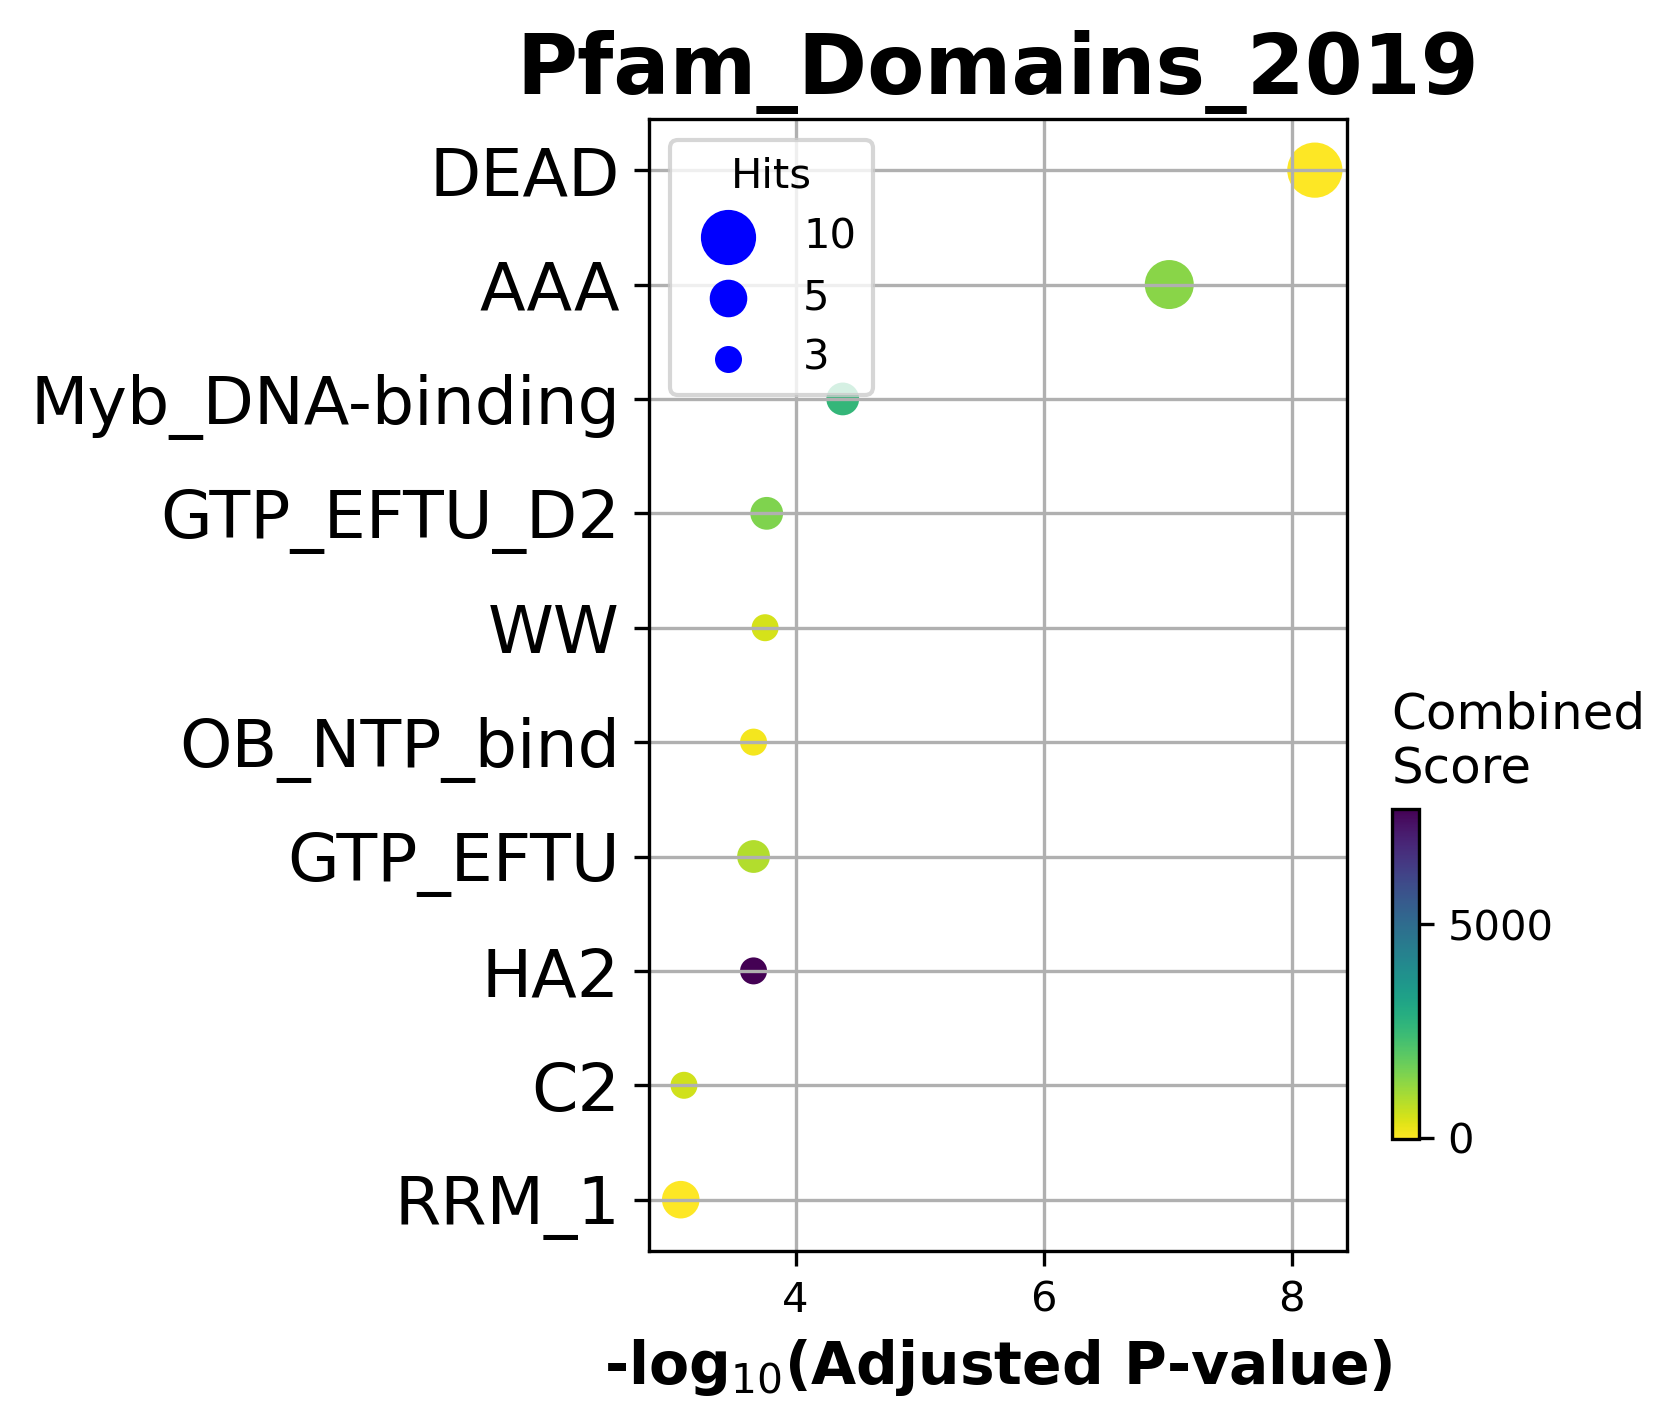 Pfam_Domains_2019
DEAD
AAA
Myb_DNA-binding
GTP_EFTU_D2
WW
OB_NTP_bind
GTP_EFTU
HA2
C2
RRM_1
Hits
10
5
3
4
6
8
-log10(Adjusted P-value)
Combined
Score
5000
0